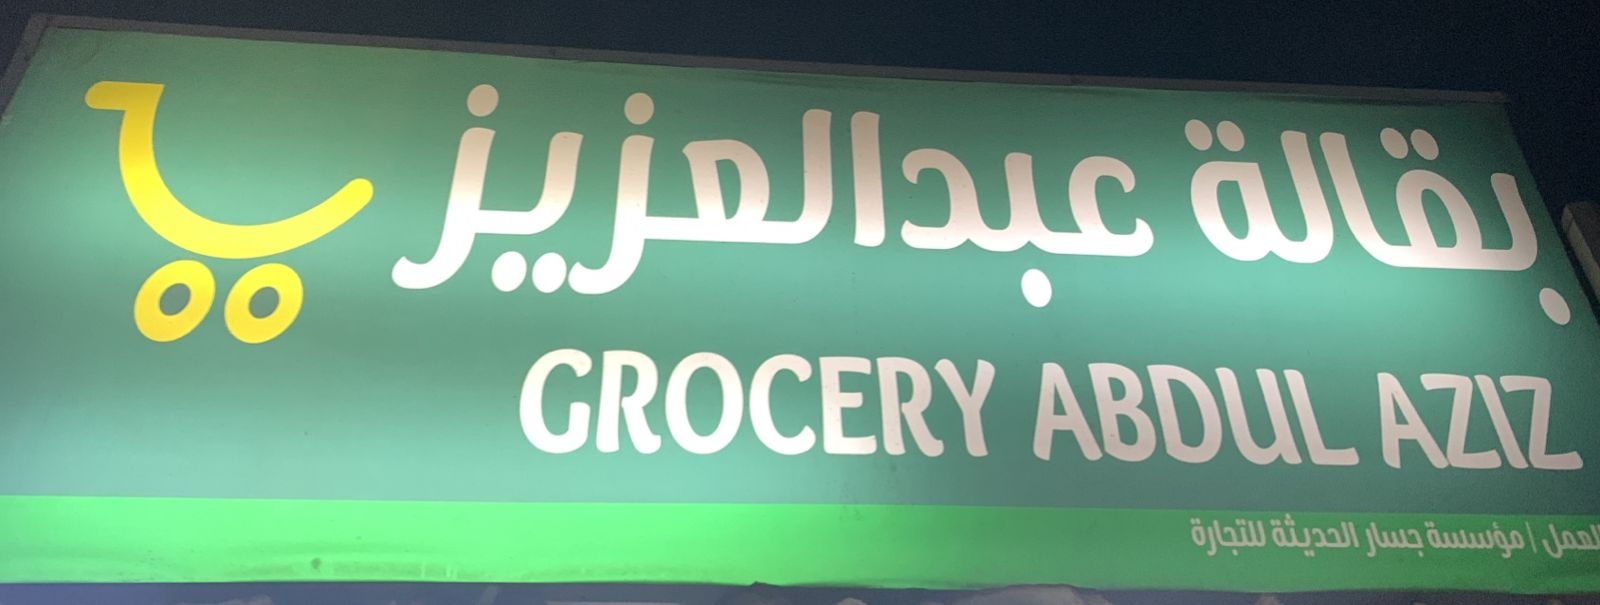 بقالة عبدالعزيز
GROCERY ABDUL AZIZ
العمل | مؤسسة جسار الحديثة للتجارة